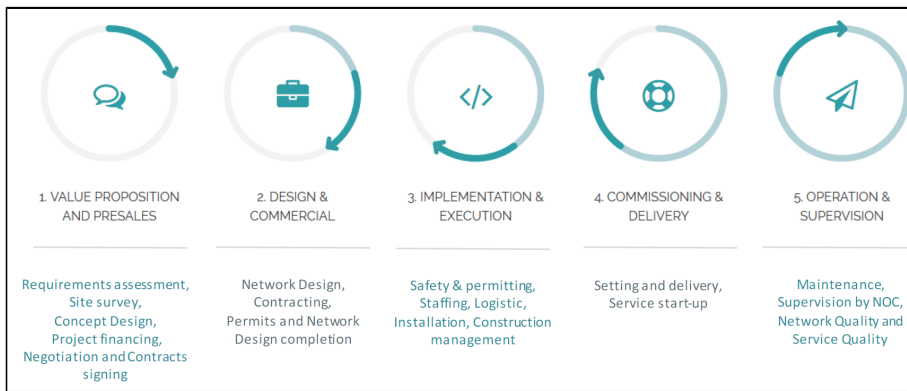 1. VALUE PROPOSITION
AND PRESALES
2. DESIGN &
COMMERCIAL
3. IMPLEMENTATION &
EXECUTION
4. COMMISSIONING &
DELIVERY
5. OPERATION &
SUPERVISION
Requirements assessment,
Site survey,
Concept Design,
Project financing,
Negotiation and Contracts
signing
Network Design,
Contracting,
Permits and Network
Design completion
Safety & permitting,
Staffing, Logistic,
Installation, Construction
management
Setting and delivery,
Service start-up
Maintenance,
Supervision by NOC,
Network Quality and
Service Quality